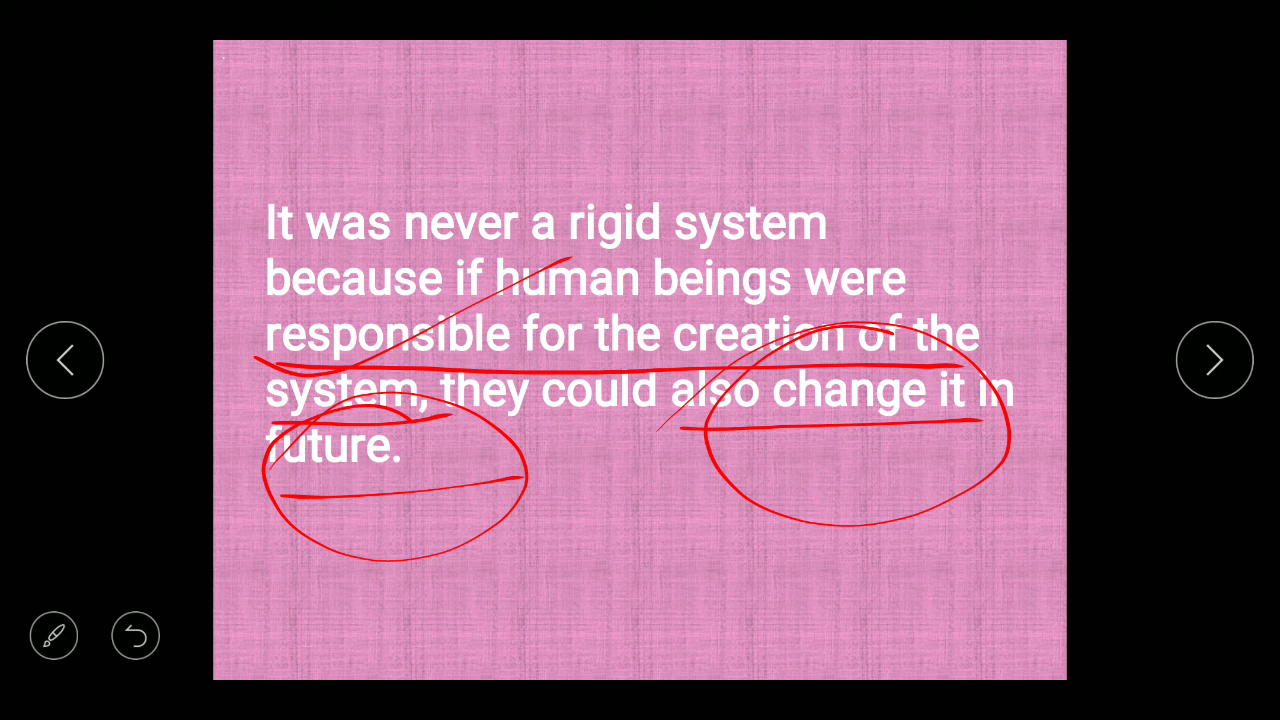 It was never a rigid system
because if human beings were
responsible for the creation of the
system, they could also change it in
future.